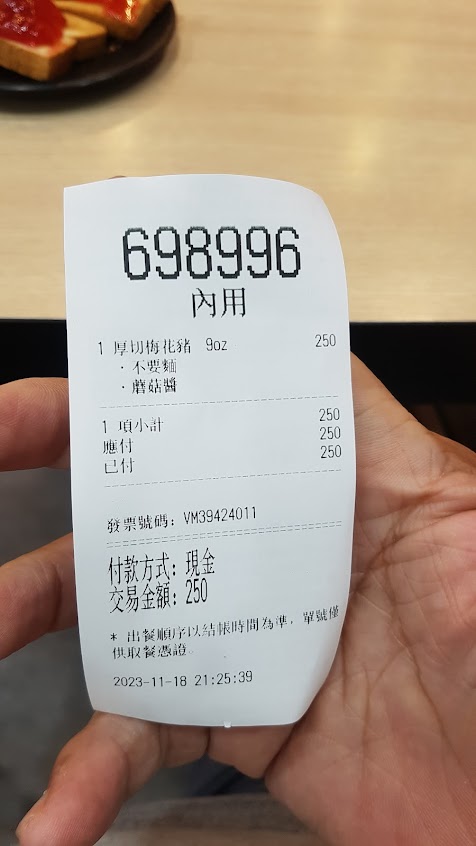 698996
內用
1 厚切梅花豬 9oz 250
・不要麵
・蘑菇醬
1 項小計 250
應付 250
已付 250
發票號碼: VM39424011
付款方式: 現金
交易金額: 250
* 出餐順序以結帳時間為準, 單號僅
供取餐憑證。
2023-11-18 21:25:39